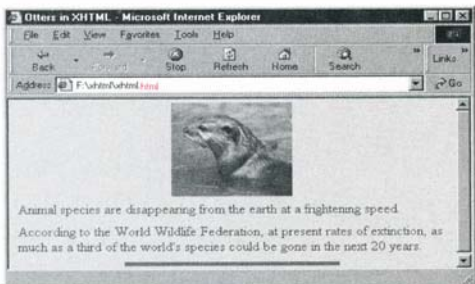 Otters in XHTML - Microsoft Internet Explorer
File Edit View Favorites Tools Help
Back Forward Stop Refresh Home Search » Links »
Address F:\xhtml\xhtml.html Go
Animal species are disappearing from the earth at a frightening speed.
According to the World Wildlife Federation, at present rates of extinction, as
much as a third of the world's species could be gone in the next 20 years.